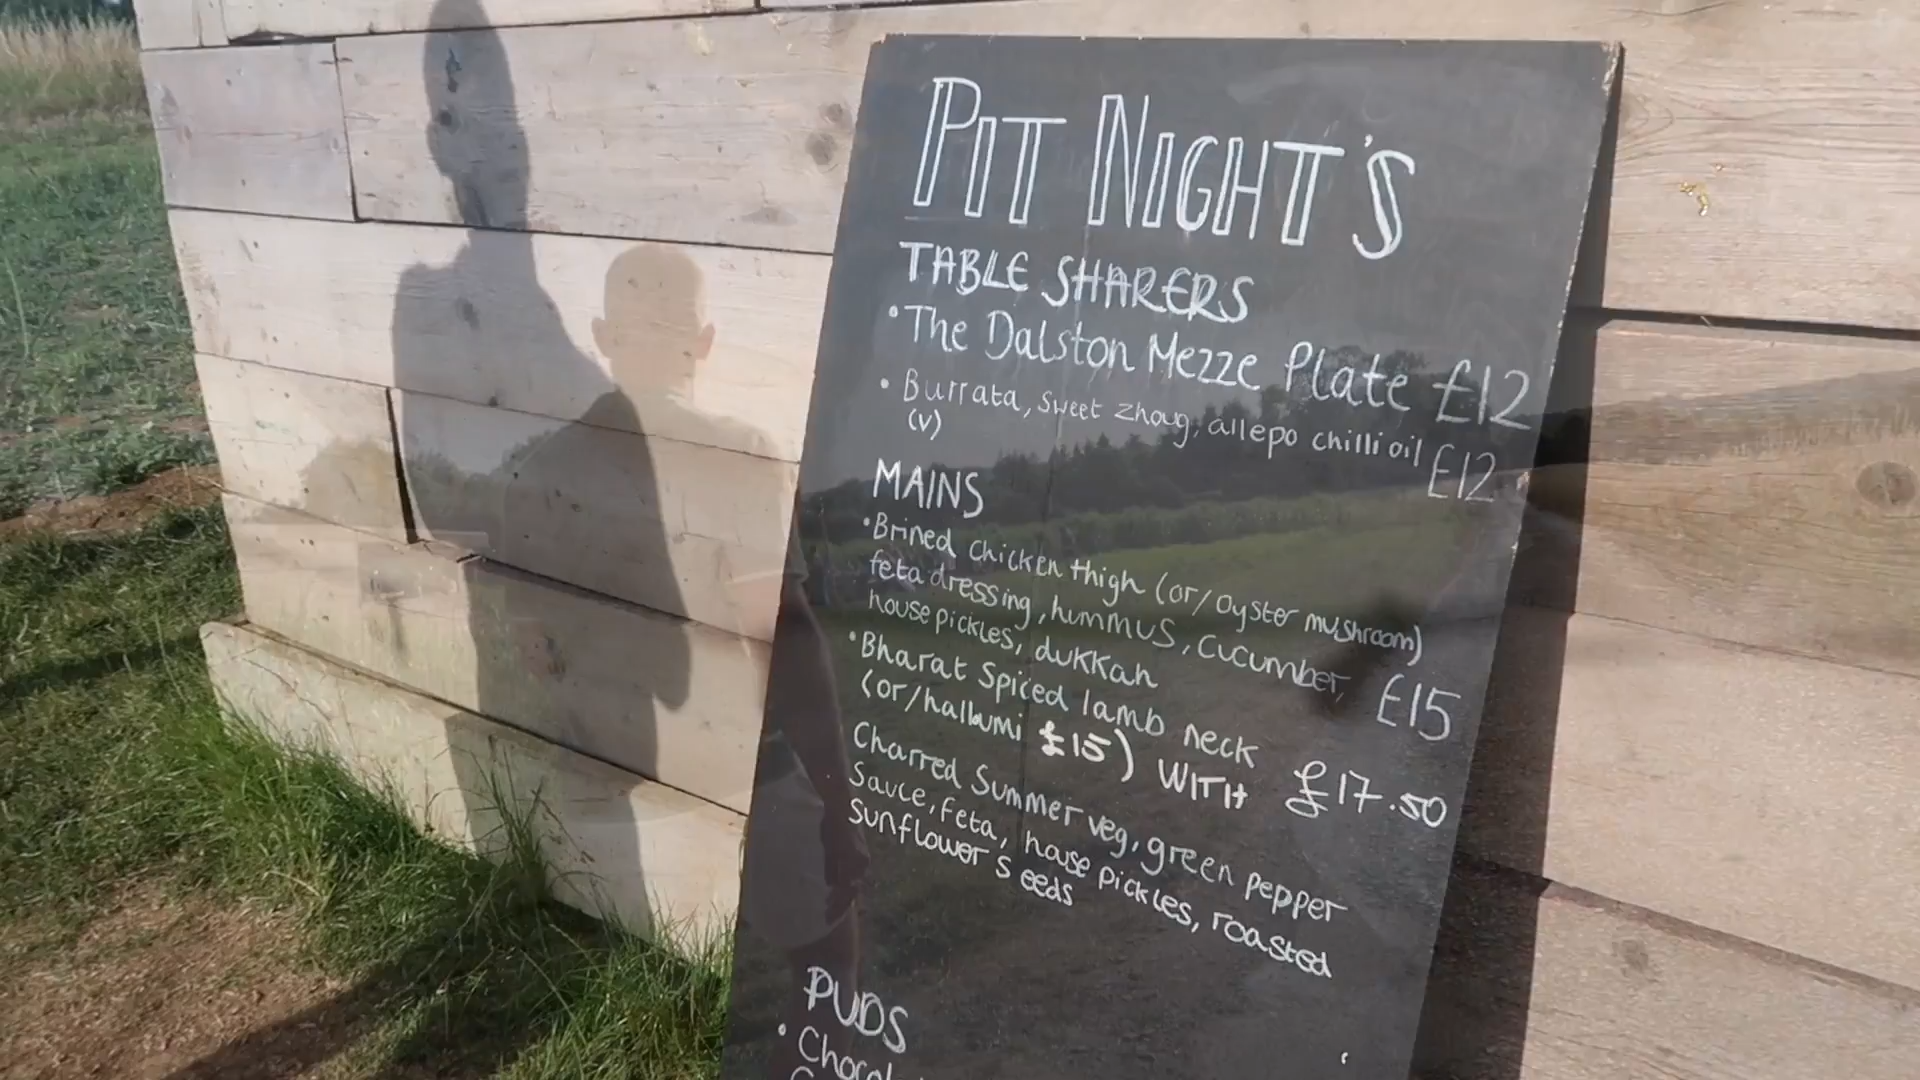 PIT NIGHT'S
TABLE SHARERS
• The Dalston Mezze Plate £12
• Burrata, sweet zhoug, allepo chilli oil
(v) £12
MAINS
• Brined chicken thigh (or/oyster mushroom)
feta dressing, hummus, cucumber,
house pickles, dukkah £15
• Bharat Spiced lamb neck
(or/hallumi £15) WITH £17.50
Charred Summer veg, green pepper
Sauce, feta, house pickles, roasted
sunflower seeds
PUDS